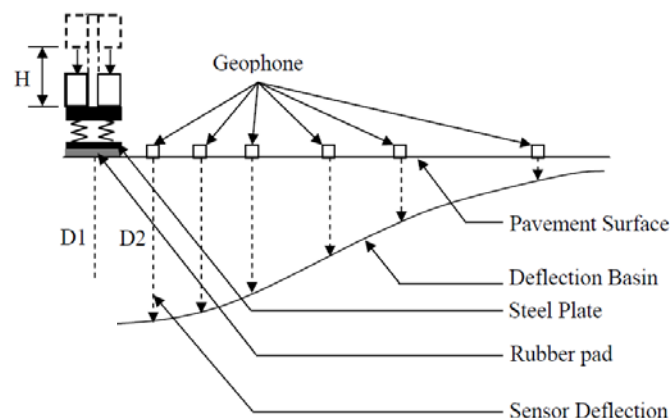 H
Geophone
D1
D2
Pavement Surface
Deflection Basin
Steel Plate
Rubber pad
Sensor Deflection